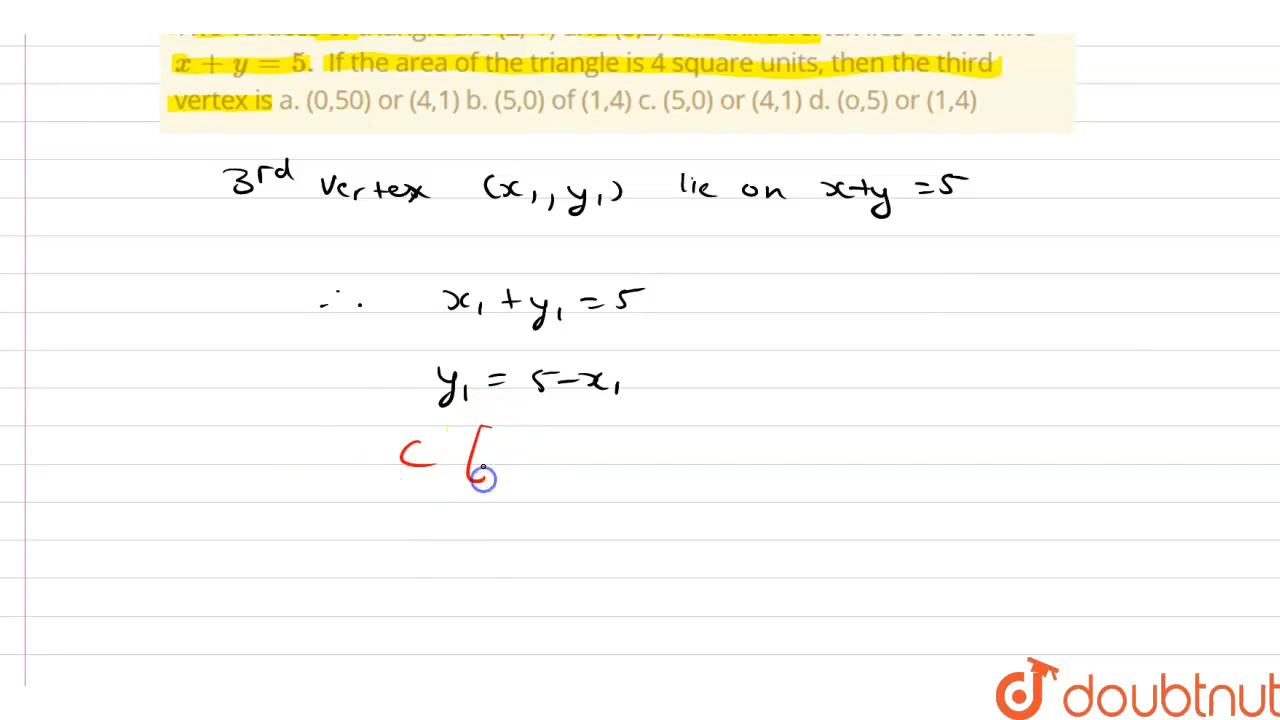 x + y = 5. If the area of the triangle is 4 square units, then the third
vertex is a. (0,50) or (4,1) b. (5,0) of (1,4) c. (5,0) or (4,1) d. (o,5) or (1,4)
3rd vertex (x₁, y₁) lie on x+y = 5
∴ x₁ + y₁ = 5
y₁ = 5-x₁
C (
doubtnut